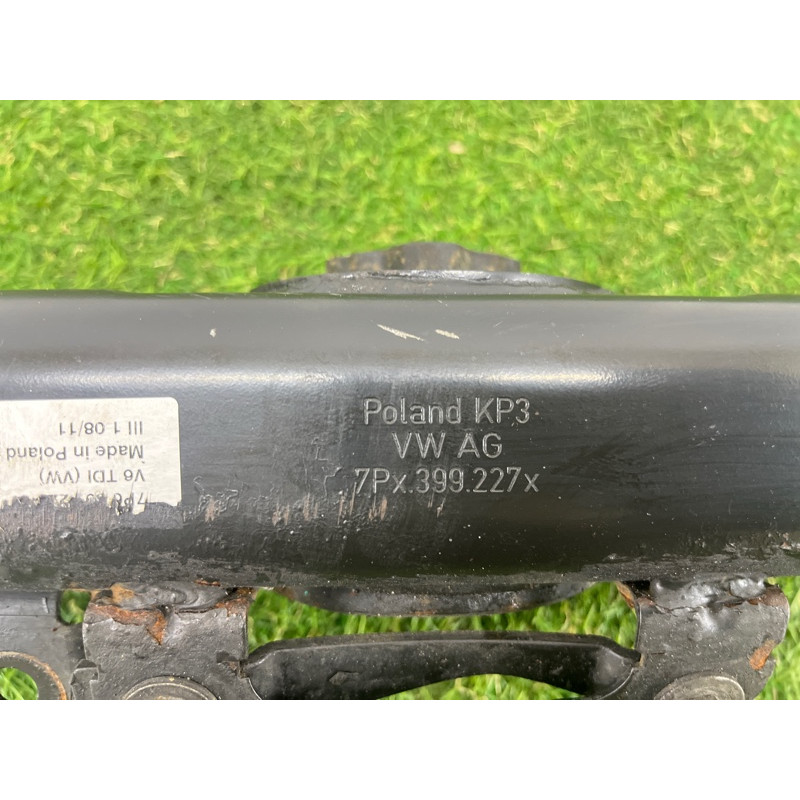 Poland KP3
VW AG
7Px.399.227x
V6 TDI (VW)
Made in Poland
III 1 08/11